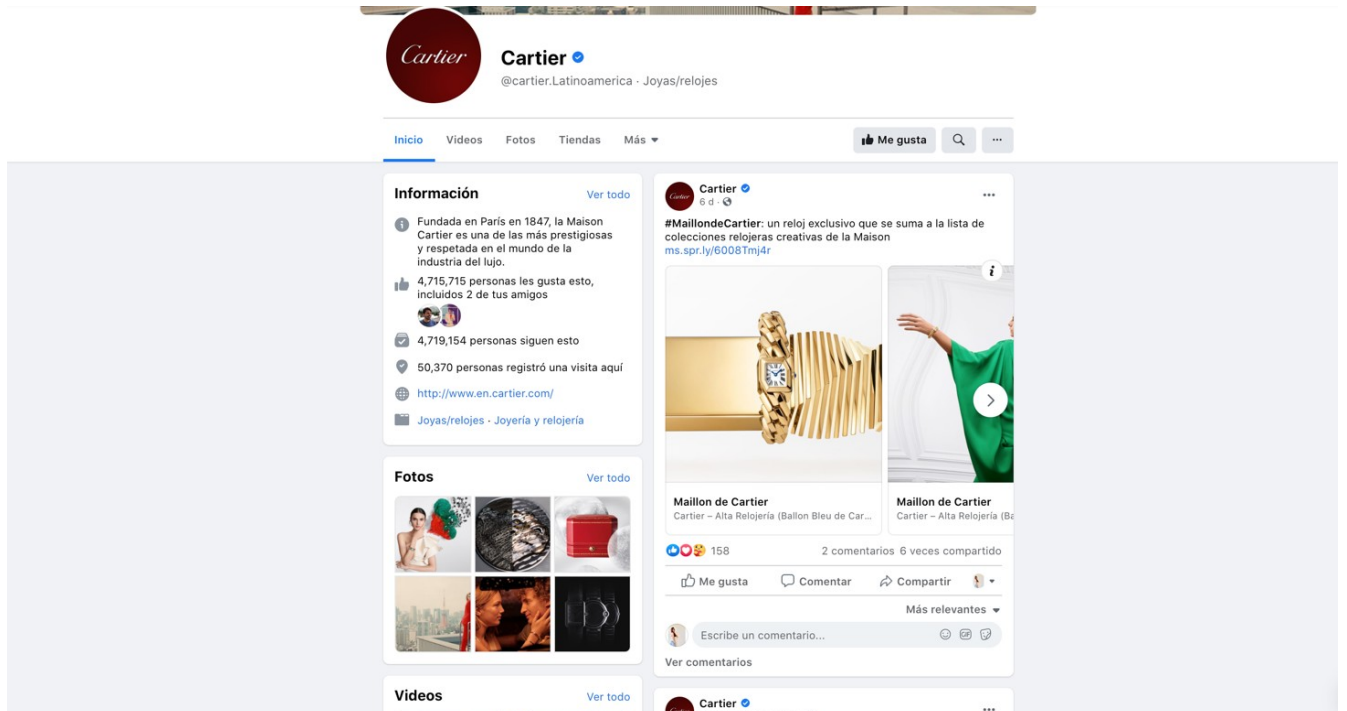 Cartier
Cartier
@cartier.Latinoamerica · Joyas/relojes
Inicio
Videos
Fotos
Tiendas
Más
Me gusta
Información
Ver todo
Fundada en París en 1847, la Maison
Cartier es una de las más prestigiosas
y respetada en el mundo de la
industria del lujo.
4,715,715 personas les gusta esto,
incluidos 2 de tus amigos
4,719,154 personas siguen esto
50,370 personas registró una visita aquí
http://www.en.cartier.com/
Joyas/relojes · Joyería y relojería
Fotos
Ver todo
Videos
Ver todo
Cartier
Cartier
6 d ·
#MaillondeCartier: un reloj exclusivo que se suma a la lista de
colecciones relojeras creativas de la Maison
ms.spr.ly/6008Tmj4r
Maillon de Cartier
Cartier – Alta Relojería (Ballon Bleu de Car...
Maillon de Cartier
Cartier – Alta Relojería (Ba
158
2 comentarios 6 veces compartido
Me gusta
Comentar
Compartir
Más relevantes
Escribe un comentario...
GIF
Ver comentarios
Cartier